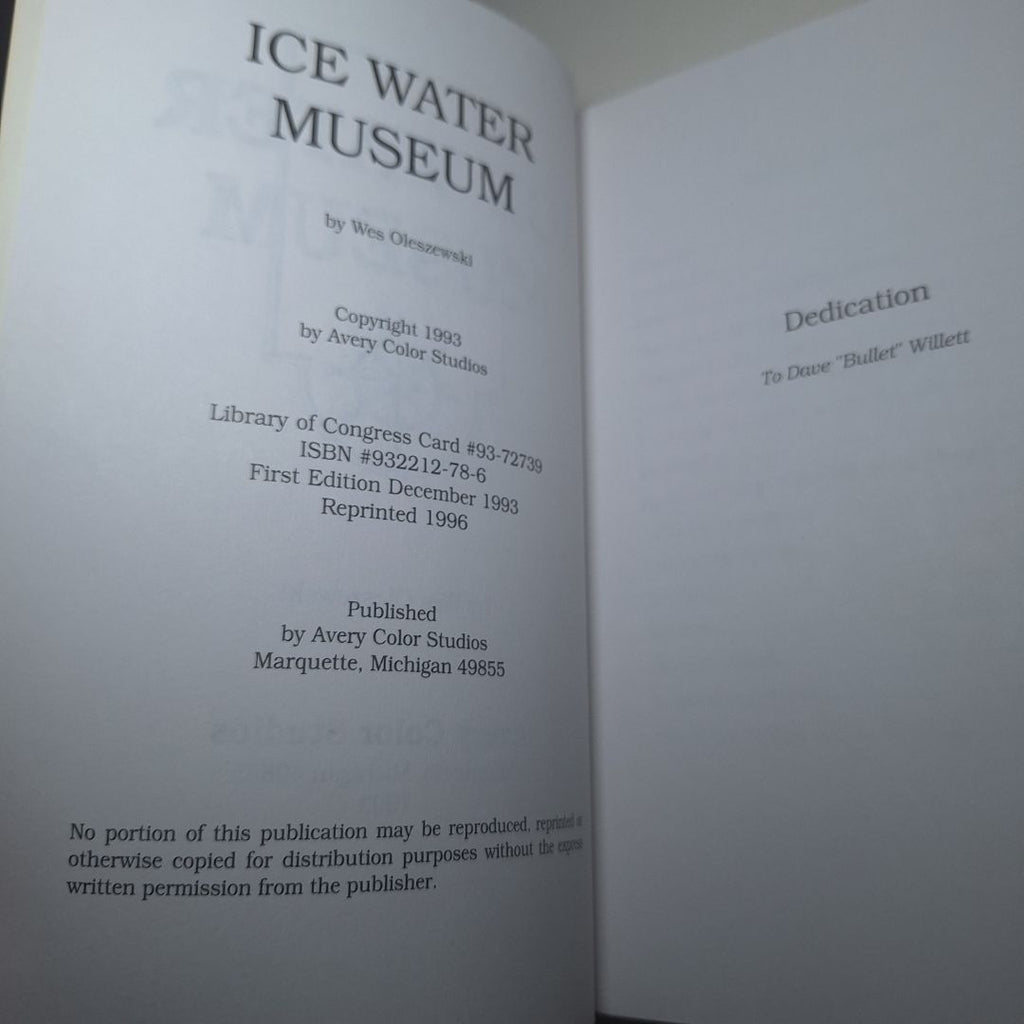 ICE WATER
MUSEUM
by Wes Oleszewski
Copyright 1993
by Avery Color Studios
Library of Congress Card #93-72739
ISBN #932212-78-6
First Edition December 1993
Reprinted 1996
Published
by Avery Color Studios
Marquette, Michigan 49855
No portion of this publication may be reproduced, reprinted or
otherwise copied for distribution purposes without the express
written permission from the publisher.
Dedication
To Dave "Bullet" Willett